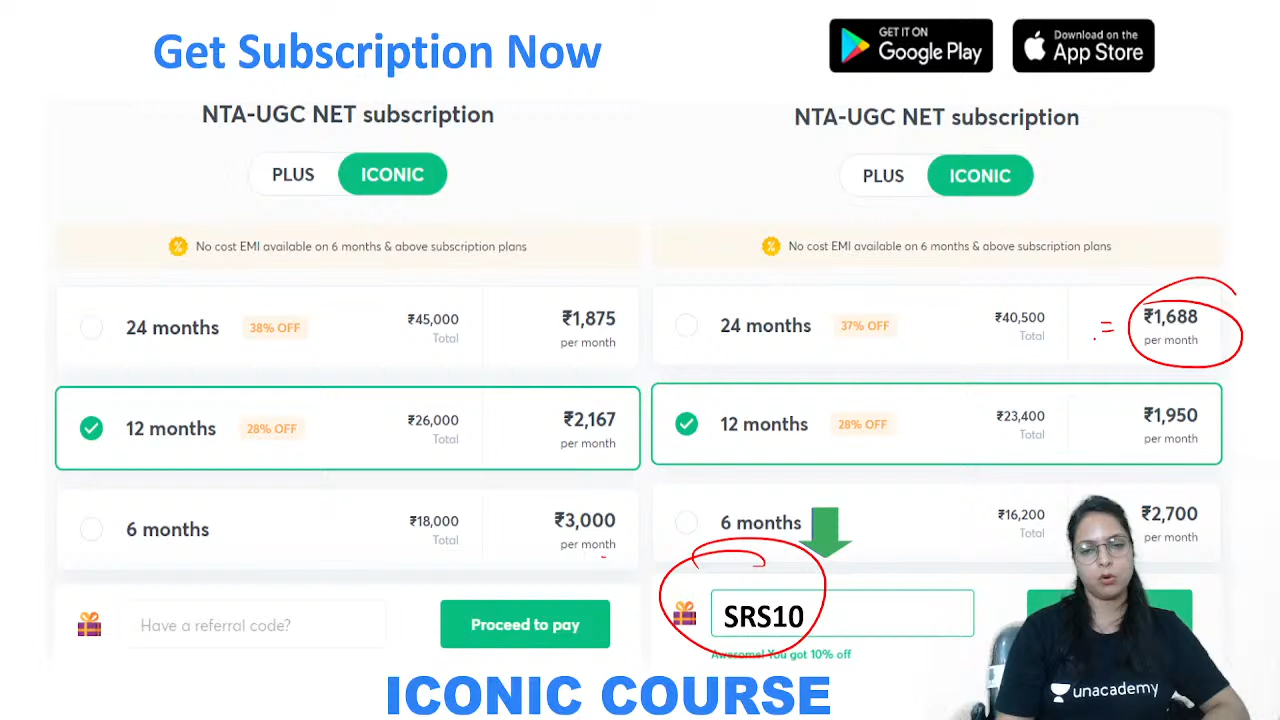 Get Subscription Now
GET IT ON
Google Play
Download on the
App Store
NTA-UGC NET subscription
PLUS ICONIC
% No cost EMI available on 6 months & above subscription plans
24 months 38% OFF ₹45,000 Total ₹1,875 per month
12 months 28% OFF ₹26,000 Total ₹2,167 per month
6 months ₹18,000 Total ₹3,000 per month
Have a referral code? Proceed to pay
NTA-UGC NET subscription
PLUS ICONIC
% No cost EMI available on 6 months & above subscription plans
24 months 37% OFF ₹40,500 Total = ₹1,688 per month
12 months 28% OFF ₹23,400 Total ₹1,950 per month
6 months ₹16,200 Total ₹2,700 per month
SRS10
Awesome! You got 10% off
unacademy
ICONIC COURSE